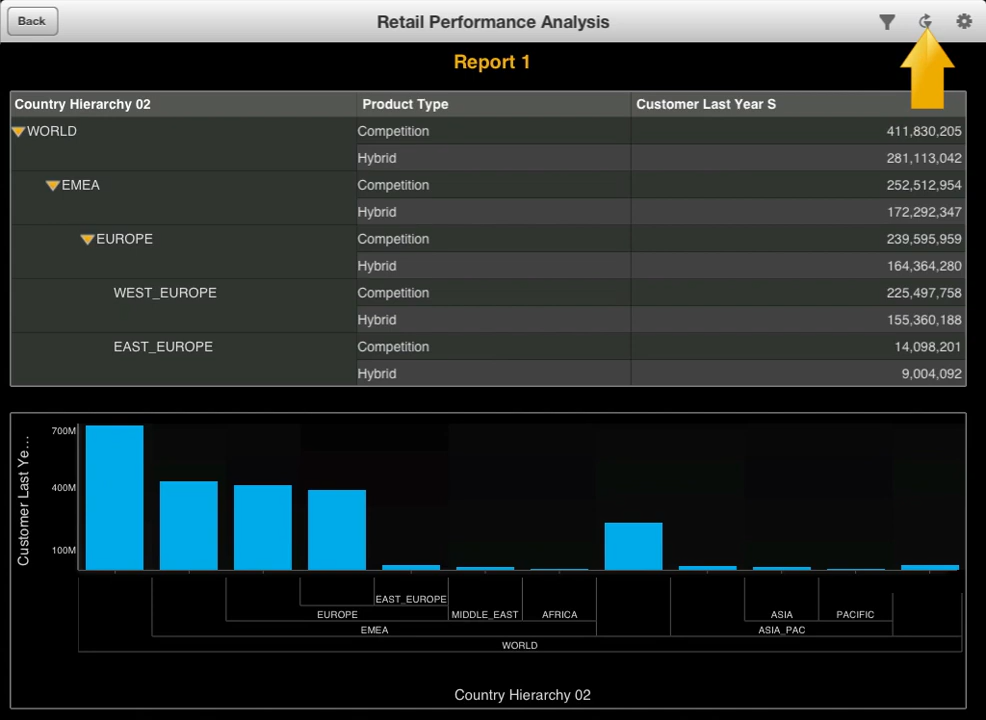 Back
Retail Performance Analysis
Report 1
Country Hierarchy 02 Product Type Customer Last Year S
WORLD Competition 411,830,205
Hybrid 281,113,042
EMEA Competition 252,512,954
Hybrid 172,292,347
EUROPE Competition 239,595,959
Hybrid 164,364,280
WEST_EUROPE Competition 225,497,758
Hybrid 155,360,188
EAST_EUROPE Competition 14,098,201
Hybrid 9,004,092
Customer Last Ye...
700M
400M
100M
EAST_EUROPE
EUROPE MIDDLE_EAST AFRICA ASIA PACIFIC
EMEA ASIA_PAC
WORLD
Country Hierarchy 02